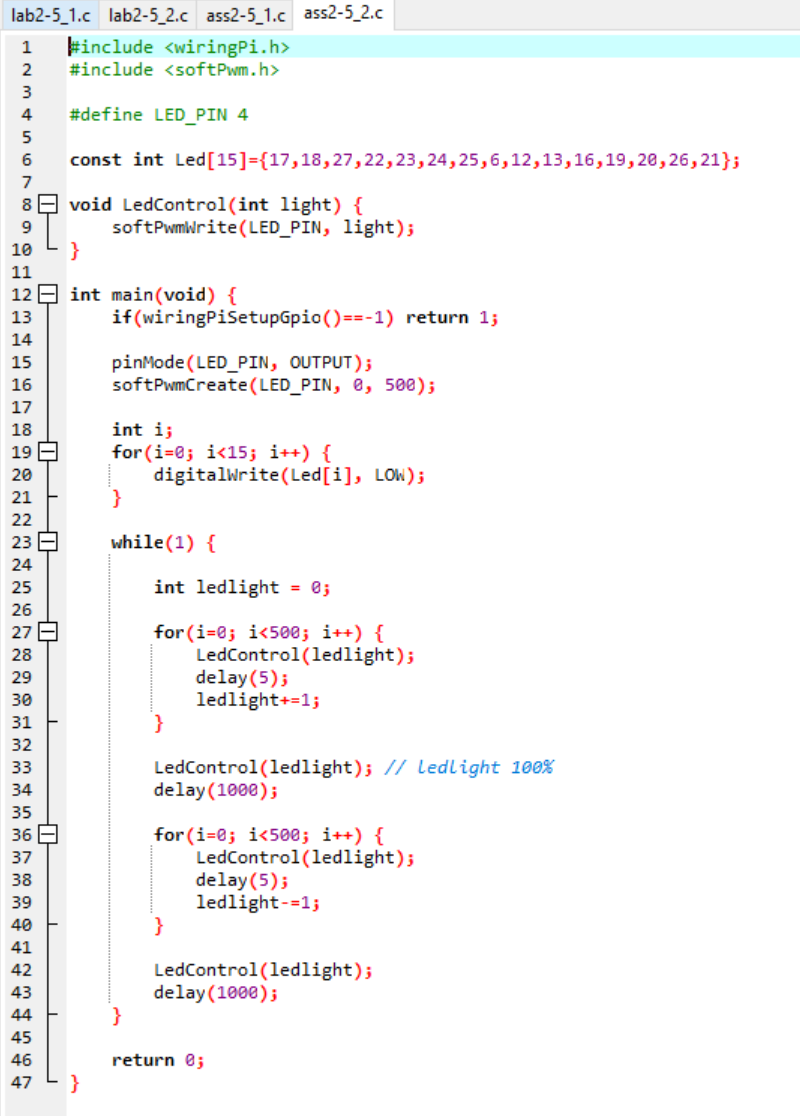 lab2-5_1.c lab2-5_2.c ass2-5_1.c ass2-5_2.c
1 #include <wiringPi.h>
2 #include <softPwm.h>
3
4 #define LED_PIN 4
5
6 const int Led[15]={17,18,27,22,23,24,25,6,12,13,16,19,20,26,21};
7
8 void LedControl(int light) {
9     softPwmWrite(LED_PIN, light);
10 }
11
12 int main(void) {
13     if(wiringPiSetupGpio()==-1) return 1;
14
15     pinMode(LED_PIN, OUTPUT);
16     softPwmCreate(LED_PIN, 0, 500);
17
18     int i;
19     for(i=0; i<15; i++) {
20         digitalWrite(Led[i], LOW);
21     }
22
23     while(1) {
24
25         int ledlight = 0;
26
27         for(i=0; i<500; i++) {
28             LedControl(ledlight);
29             delay(5);
30             ledlight+=1;
31         }
32
33         LedControl(ledlight); // ledlight 100%
34         delay(1000);
35
36         for(i=0; i<500; i++) {
37             LedControl(ledlight);
38             delay(5);
39             ledlight-=1;
40         }
41
42         LedControl(ledlight);
43         delay(1000);
44     }
45
46     return 0;
47 }